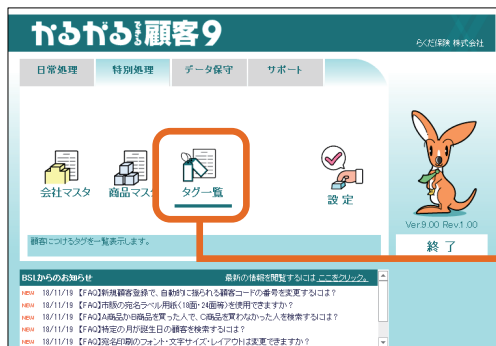 かるがるできる顧客9
らくだ保険 株式会社
日常処理 特別処理 データ保守 サポート
会社マスタ 商品マスタ タグ一覧 設定
Ver.9.00 Rev.1.00
顧客につけるタグを一覧表示します。
終了
BSLからのお知らせ 最新の情報を閲覧するには ここをクリック。
NEW 18/11/19 【FAQ】新規顧客登録で、自動的に振られる顧客コードの番号を変更するには？
NEW 18/11/19 【FAQ】市販の宛名ラベル用紙（18面・24面等）を使用できますか？
NEW 18/11/19 【FAQ】A商品かB商品を買った人で、C商品を買わなかった人を検索するには？
NEW 18/11/19 【FAQ】特定の月が誕生日の顧客を検索するには？
NEW 18/11/19 【FAQ】宛名印刷のフォント・文字サイズ・レイアウトは変更できますか？